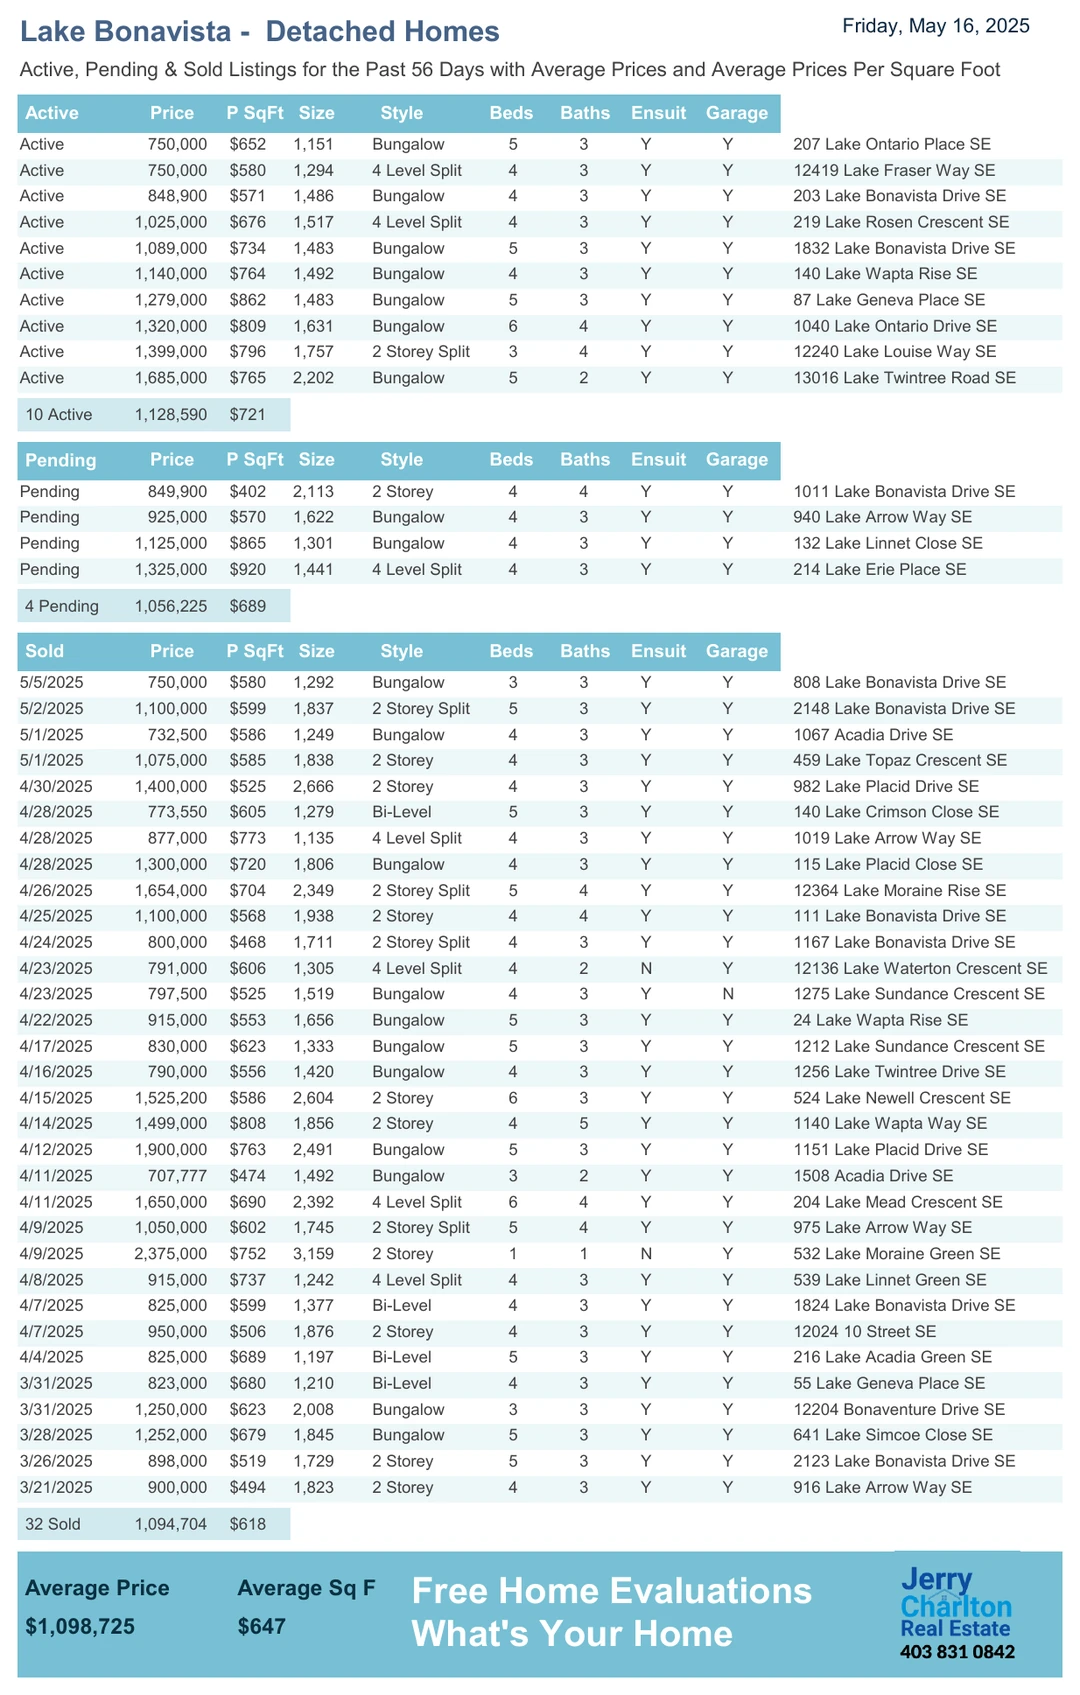 Lake Bonavista -  Detached Homes
Friday, May 16, 2025
Active, Pending & Sold Listings for the Past 56 Days with Average Prices and Average Prices Per Square Foot
Active Price P SqFt Size Style Beds Baths Ensuit Garage
Active 750,000 $652 1,151 Bungalow 5 3 Y Y 207 Lake Ontario Place SE
Active 750,000 $580 1,294 4 Level Split 4 3 Y Y 12419 Lake Fraser Way SE
Active 848,900 $571 1,486 Bungalow 4 3 Y Y 203 Lake Bonavista Drive SE
Active 1,025,000 $676 1,517 4 Level Split 4 3 Y Y 219 Lake Rosen Crescent SE
Active 1,089,000 $734 1,483 Bungalow 5 3 Y Y 1832 Lake Bonavista Drive SE
Active 1,140,000 $764 1,492 Bungalow 4 3 Y Y 140 Lake Wapta Rise SE
Active 1,279,000 $862 1,483 Bungalow 5 3 Y Y 87 Lake Geneva Place SE
Active 1,320,000 $809 1,631 Bungalow 6 4 Y Y 1040 Lake Ontario Drive SE
Active 1,399,000 $796 1,757 2 Storey Split 3 4 Y Y 12240 Lake Louise Way SE
Active 1,685,000 $765 2,202 Bungalow 5 2 Y Y 13016 Lake Twintree Road SE
10 Active 1,128,590 $721
Pending Price P SqFt Size Style Beds Baths Ensuit Garage
Pending 849,900 $402 2,113 2 Storey 4 4 Y Y 1011 Lake Bonavista Drive SE
Pending 925,000 $570 1,622 Bungalow 4 3 Y Y 940 Lake Arrow Way SE
Pending 1,125,000 $865 1,301 Bungalow 4 3 Y Y 132 Lake Linnet Close SE
Pending 1,325,000 $920 1,441 4 Level Split 4 3 Y Y 214 Lake Erie Place SE
4 Pending 1,056,225 $689
Sold Price P SqFt Size Style Beds Baths Ensuit Garage
5/5/2025 750,000 $580 1,292 Bungalow 3 3 Y Y 808 Lake Bonavista Drive SE
5/2/2025 1,100,000 $599 1,837 2 Storey Split 5 3 Y Y 2148 Lake Bonavista Drive SE
5/1/2025 732,500 $586 1,249 Bungalow 4 3 Y Y 1067 Acadia Drive SE
5/1/2025 1,075,000 $585 1,838 2 Storey 4 3 Y Y 459 Lake Topaz Crescent SE
4/30/2025 1,400,000 $525 2,666 2 Storey 4 3 Y Y 982 Lake Placid Drive SE
4/28/2025 773,550 $605 1,279 Bi-Level 5 3 Y Y 140 Lake Crimson Close SE
4/28/2025 877,000 $773 1,135 4 Level Split 4 3 Y Y 1019 Lake Arrow Way SE
4/28/2025 1,300,000 $720 1,806 Bungalow 4 3 Y Y 115 Lake Placid Close SE
4/26/2025 1,654,000 $704 2,349 2 Storey Split 5 4 Y Y 12364 Lake Moraine Rise SE
4/25/2025 1,100,000 $568 1,938 2 Storey 4 4 Y Y 111 Lake Bonavista Drive SE
4/24/2025 800,000 $468 1,711 2 Storey Split 4 3 Y Y 1167 Lake Bonavista Drive SE
4/23/2025 791,000 $606 1,305 4 Level Split 4 2 N Y 12136 Lake Waterton Crescent SE
4/23/2025 797,500 $525 1,519 Bungalow 4 3 Y N 1275 Lake Sundance Crescent SE
4/22/2025 915,000 $553 1,656 Bungalow 5 3 Y Y 24 Lake Wapta Rise SE
4/17/2025 830,000 $623 1,333 Bungalow 5 3 Y Y 1212 Lake Sundance Crescent SE
4/16/2025 790,000 $556 1,420 Bungalow 4 3 Y Y 1256 Lake Twintree Drive SE
4/15/2025 1,525,200 $586 2,604 2 Storey 6 3 Y Y 524 Lake Newell Crescent SE
4/14/2025 1,499,000 $808 1,856 2 Storey 4 5 Y Y 1140 Lake Wapta Way SE
4/12/2025 1,900,000 $763 2,491 Bungalow 5 3 Y Y 1151 Lake Placid Drive SE
4/11/2025 707,777 $474 1,492 Bungalow 3 2 Y Y 1508 Acadia Drive SE
4/11/2025 1,650,000 $690 2,392 4 Level Split 6 4 Y Y 204 Lake Mead Crescent SE
4/9/2025 1,050,000 $602 1,745 2 Storey Split 5 4 Y Y 975 Lake Arrow Way SE
4/9/2025 2,375,000 $752 3,159 2 Storey 1 1 N Y 532 Lake Moraine Green SE
4/8/2025 915,000 $737 1,242 4 Level Split 4 3 Y Y 539 Lake Linnet Green SE
4/7/2025 825,000 $599 1,377 Bi-Level 4 3 Y Y 1824 Lake Bonavista Drive SE
4/7/2025 950,000 $506 1,876 2 Storey 4 3 Y Y 12024 10 Street SE
4/4/2025 825,000 $689 1,197 Bi-Level 5 3 Y Y 216 Lake Acadia Green SE
3/31/2025 823,000 $680 1,210 Bi-Level 4 3 Y Y 55 Lake Geneva Place SE
3/31/2025 1,250,000 $623 2,008 Bungalow 3 3 Y Y 12204 Bonaventure Drive SE
3/28/2025 1,252,000 $679 1,845 Bungalow 5 3 Y Y 641 Lake Simcoe Close SE
3/26/2025 898,000 $519 1,729 2 Storey 5 3 Y Y 2123 Lake Bonavista Drive SE
3/21/2025 900,000 $494 1,823 2 Storey 4 3 Y Y 916 Lake Arrow Way SE
32 Sold 1,094,704 $618
Average Price Average Sq F
$1,098,725 $647
Free Home Evaluations
What's Your Home
Jerry
Charlton
Real Estate
403 831 0842